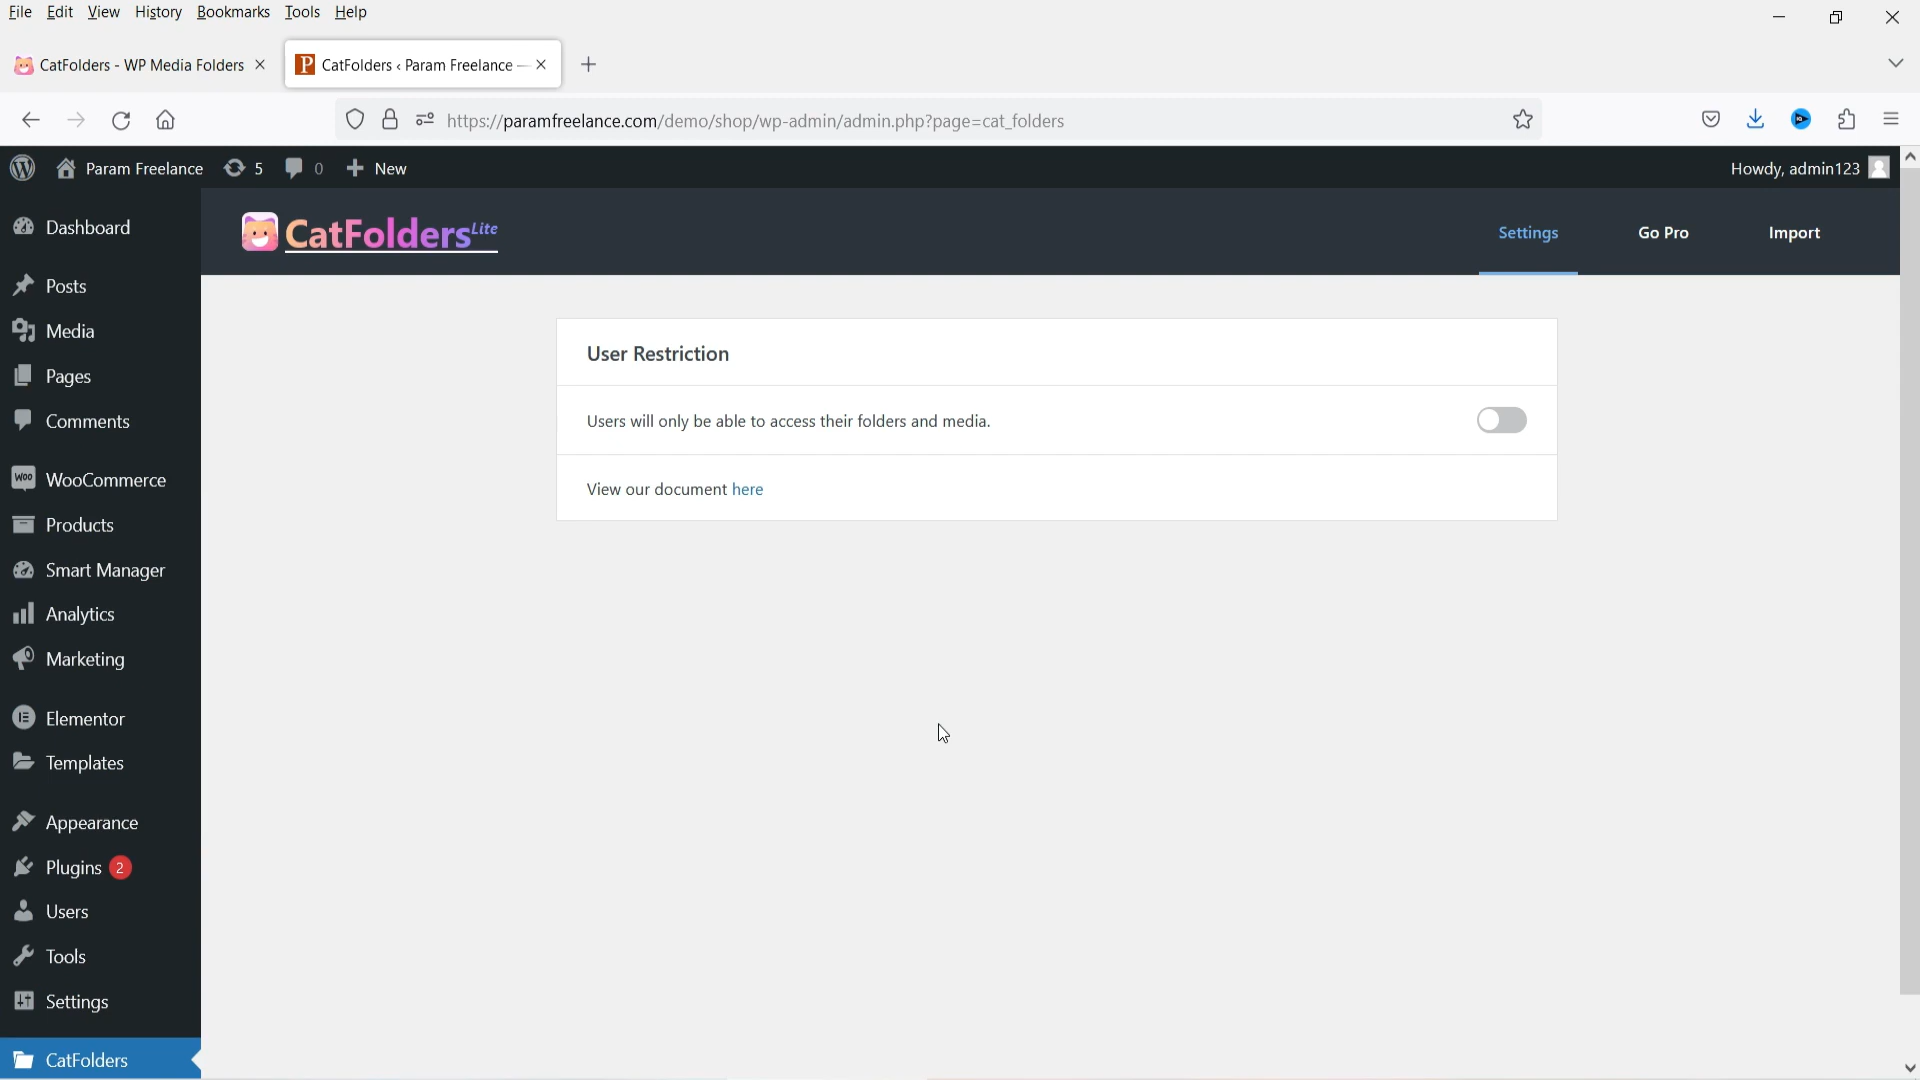 File Edit View History Bookmarks Tools Help
CatFolders - WP Media Folders
CatFolders ‹ Param Freelance —
https://paramfreelance.com/demo/shop/wp-admin/admin.php?page=cat_folders
Param Freelance 5 0 New
Howdy, admin123
Dashboard
Posts
Media
Pages
Comments
WooCommerce
Products
Smart Manager
Analytics
Marketing
Elementor
Templates
Appearance
Plugins 2
Users
Tools
Settings
CatFolders
CatFolders Lite
Settings Go Pro Import
User Restriction
Users will only be able to access their folders and media.
View our document here